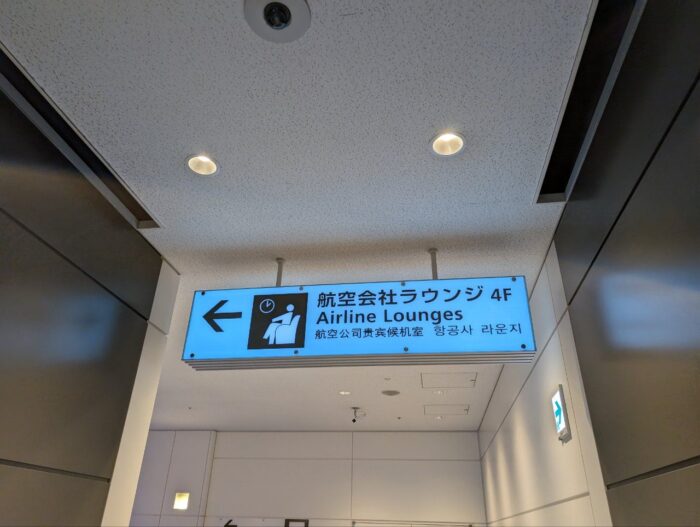 航空会社ラウンジ 4F
Airline Lounges
航空公司贵宾候机室 항공사 라운지